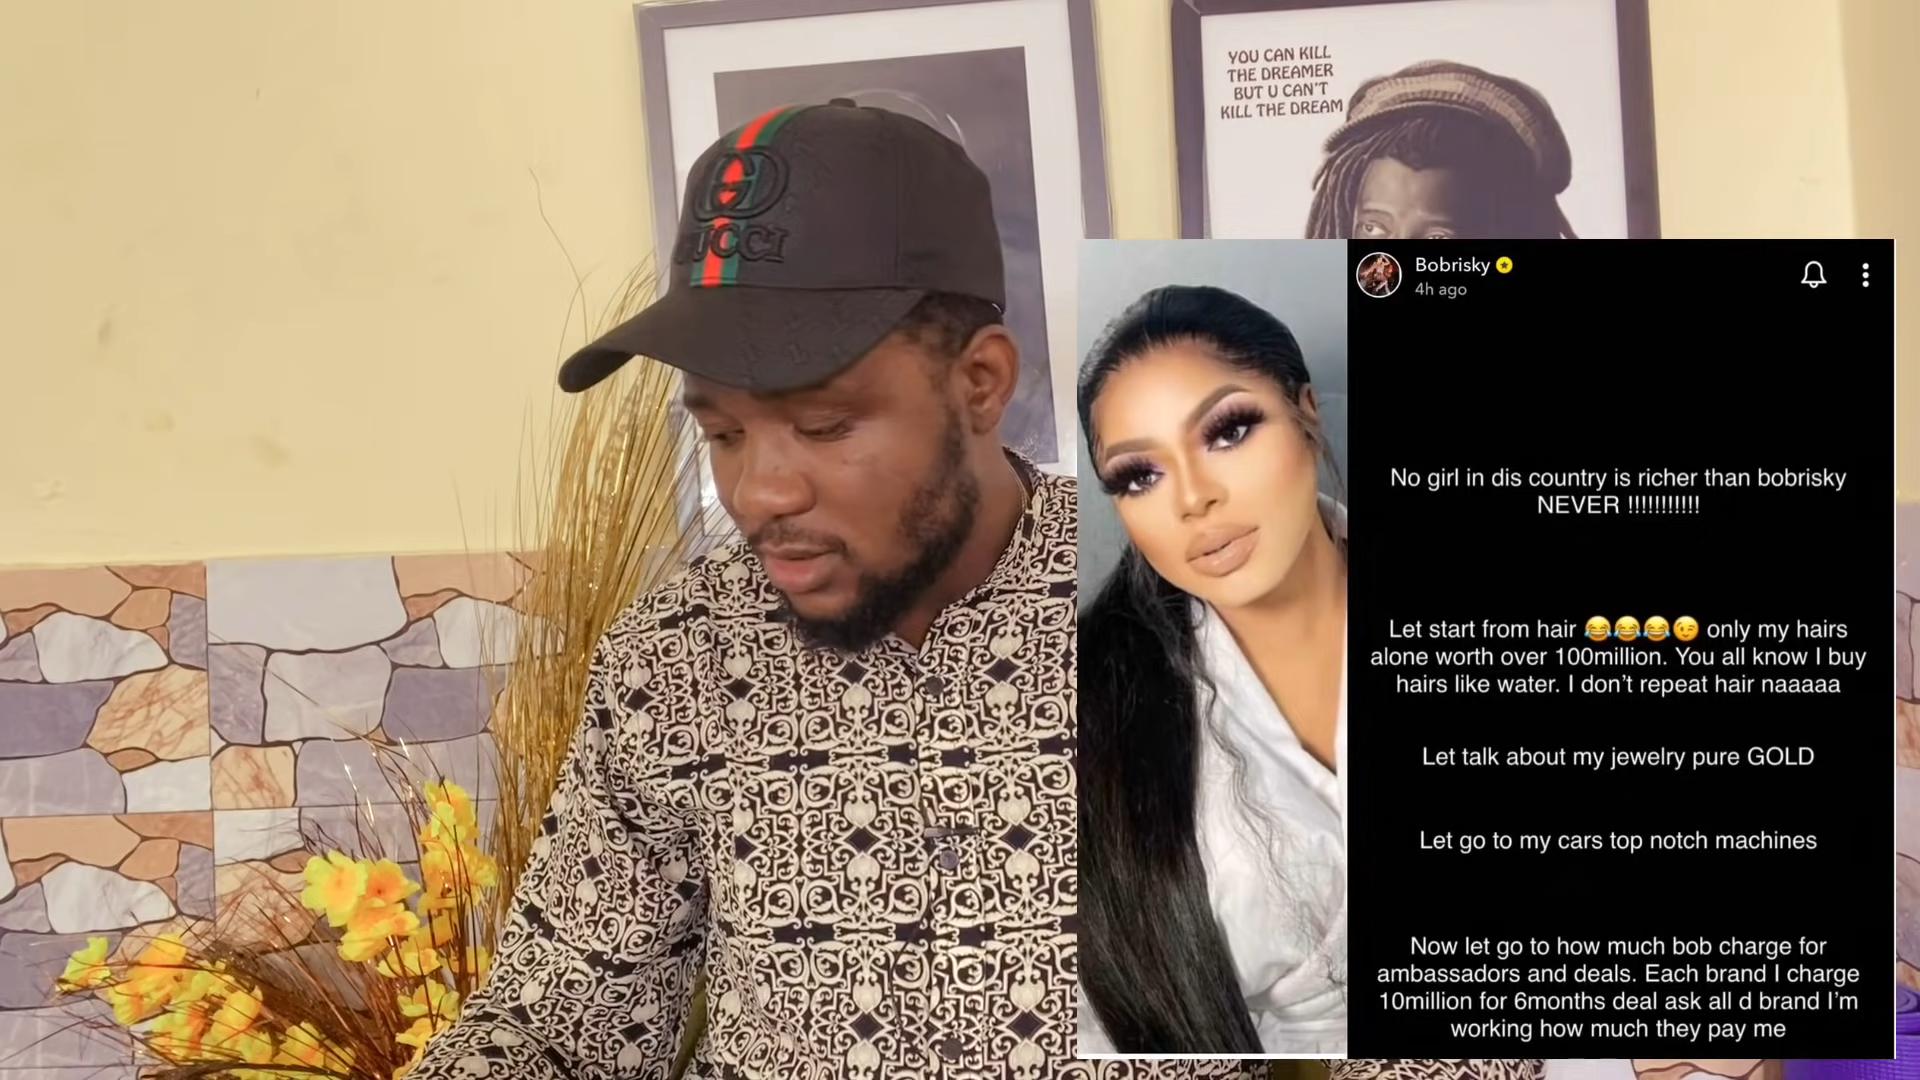 YOU CAN KILL
THE DREAMER
BUT U CAN'T
KILL THE DREAM
GUCCI
Bobrisky
4h ago
No girl in dis country is richer than bobrisky
NEVER !!!!!!!!!!!
Let start from hair 😂😂😂😉 only my hairs
alone worth over 100million. You all know I buy
hairs like water. I don't repeat hair naaaaa
Let talk about my jewelry pure GOLD
Let go to my cars top notch machines
Now let go to how much bob charge for
ambassadors and deals. Each brand I charge
10million for 6months deal ask all d brand I'm
working how much they pay me